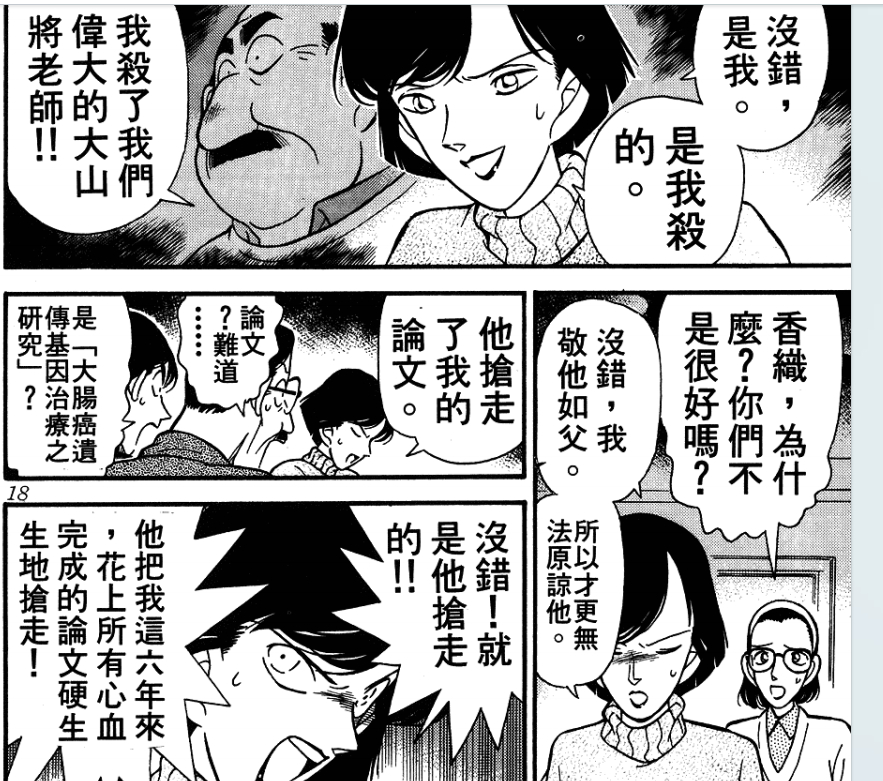 沒錯，
是我。
是我殺
的。
我殺了我們
偉大的大山
將老師!!
香織，為什
麼？你們不
是很好嗎？
沒錯，我
敬他如父。
所以才更無
法原諒他。
他搶走
了我的
論文。
論文
？難道
……
是「大腸癌遺
傳基因治療之
研究」？
18
沒錯！就
是他搶走
的!!
他把我這六年來
，花上所有心血
完成的論文硬生
生地搶走！